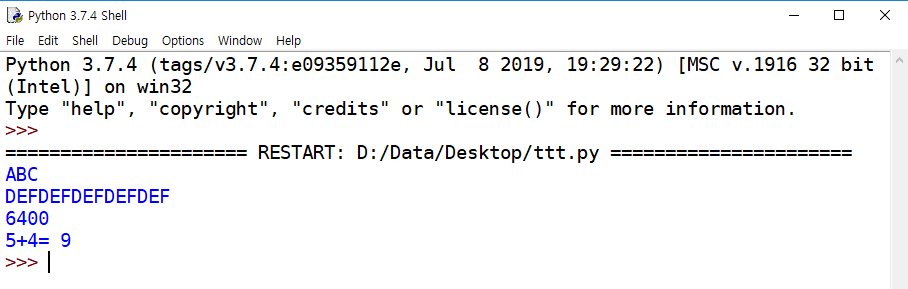 Python 3.7.4 Shell
File Edit Shell Debug Options Window Help
Python 3.7.4 (tags/v3.7.4:e09359112e, Jul  8 2019, 19:29:22) [MSC v.1916 32 bit
(Intel)] on win32
Type "help", "copyright", "credits" or "license()" for more information.
>>>
====================== RESTART: D:/Data/Desktop/ttt.py ======================
ABC
DEFDEFDEFDEFDEF
6400
5+4= 9
>>>